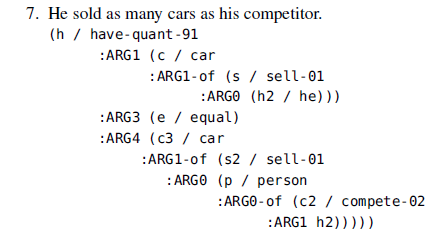 7. He sold as many cars as his competitor.
(h / have-quant-91
:ARG1 (c / car
:ARG1-of (s / sell-01
:ARG0 (h2 / he)))
:ARG3 (e / equal)
:ARG4 (c3 / car
:ARG1-of (s2 / sell-01
:ARG0 (p / person
:ARG0-of (c2 / compete-02
:ARG1 h2)))))